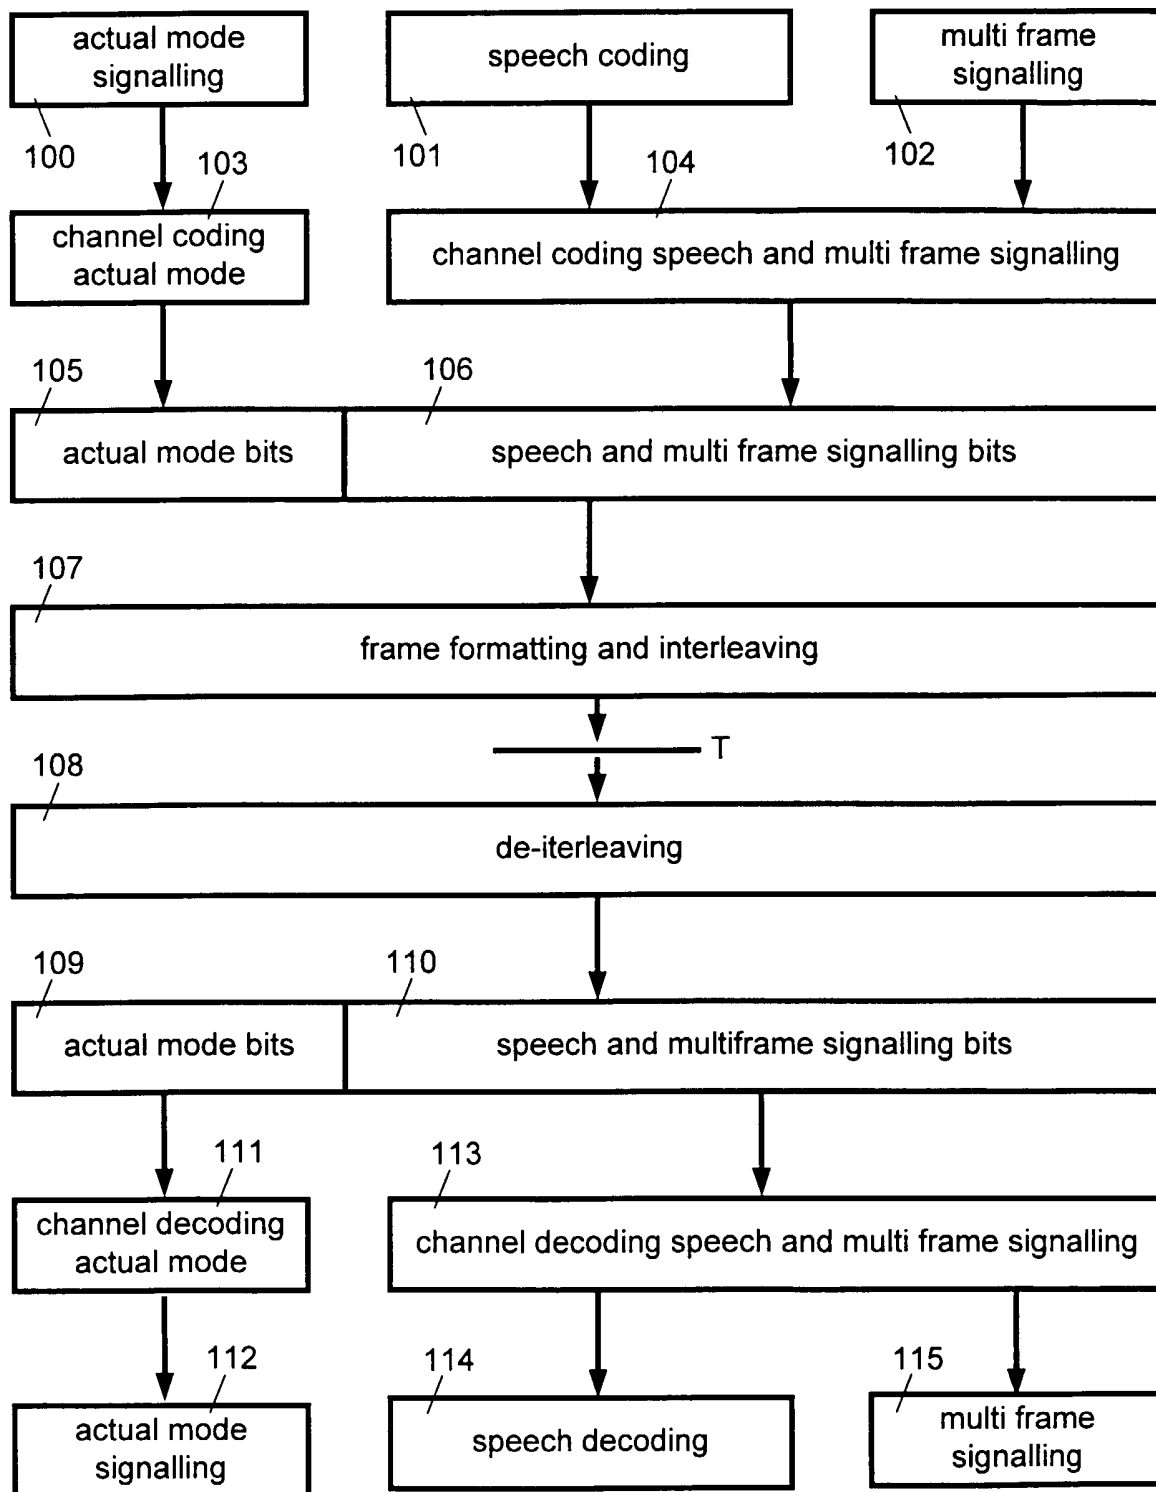 actual mode
signalling
speech coding
multi frame
signalling
100
103
101
104
102
channel coding
actual mode
channel coding speech and multi frame signalling
105
106
actual mode bits
speech and multi frame signalling bits
107
frame formatting and interleaving
T
108
de-iterleaving
109
110
actual mode bits
speech and multiframe signalling bits
111
113
channel decoding
actual mode
channel decoding speech and multi frame signalling
112
114
115
actual mode
signalling
speech decoding
multi frame
signalling